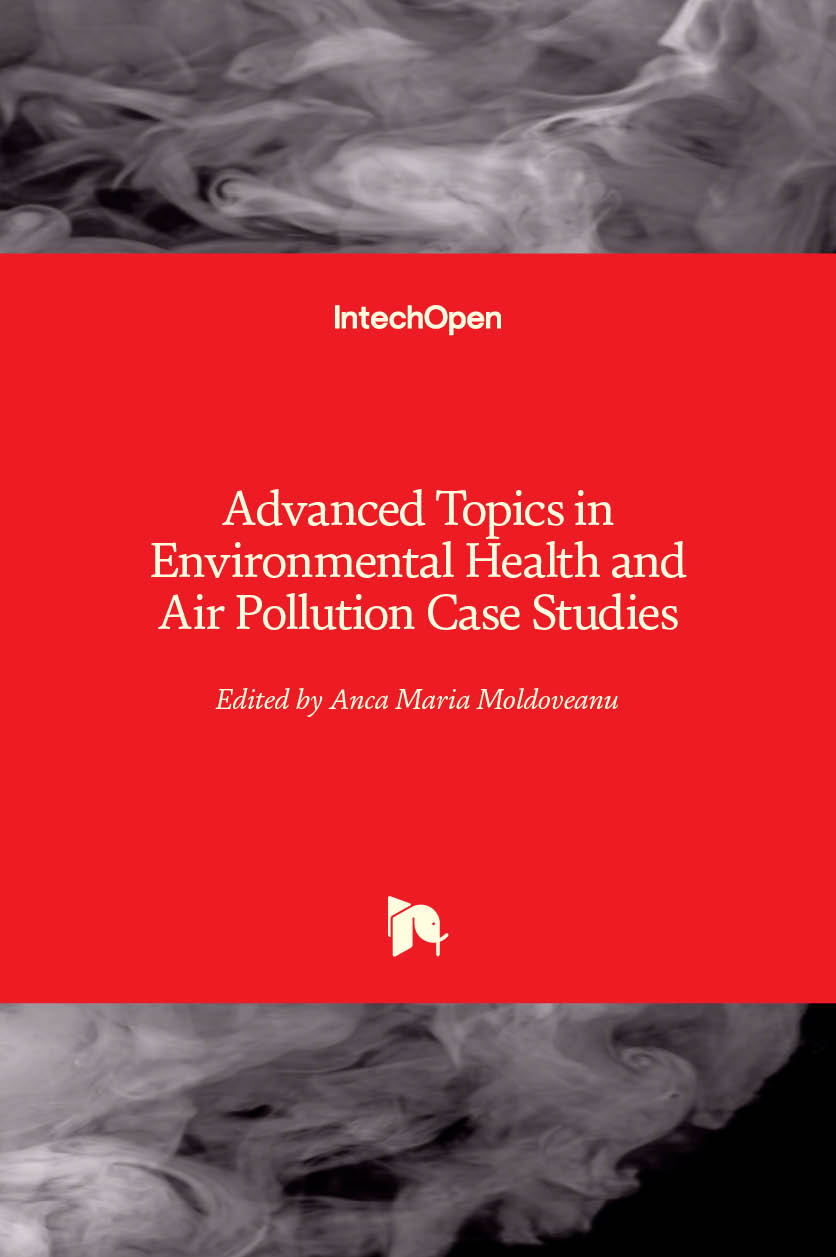 IntechOpen
Advanced Topics in
Environmental Health and
Air Pollution Case Studies
Edited by Anca Maria Moldoveanu